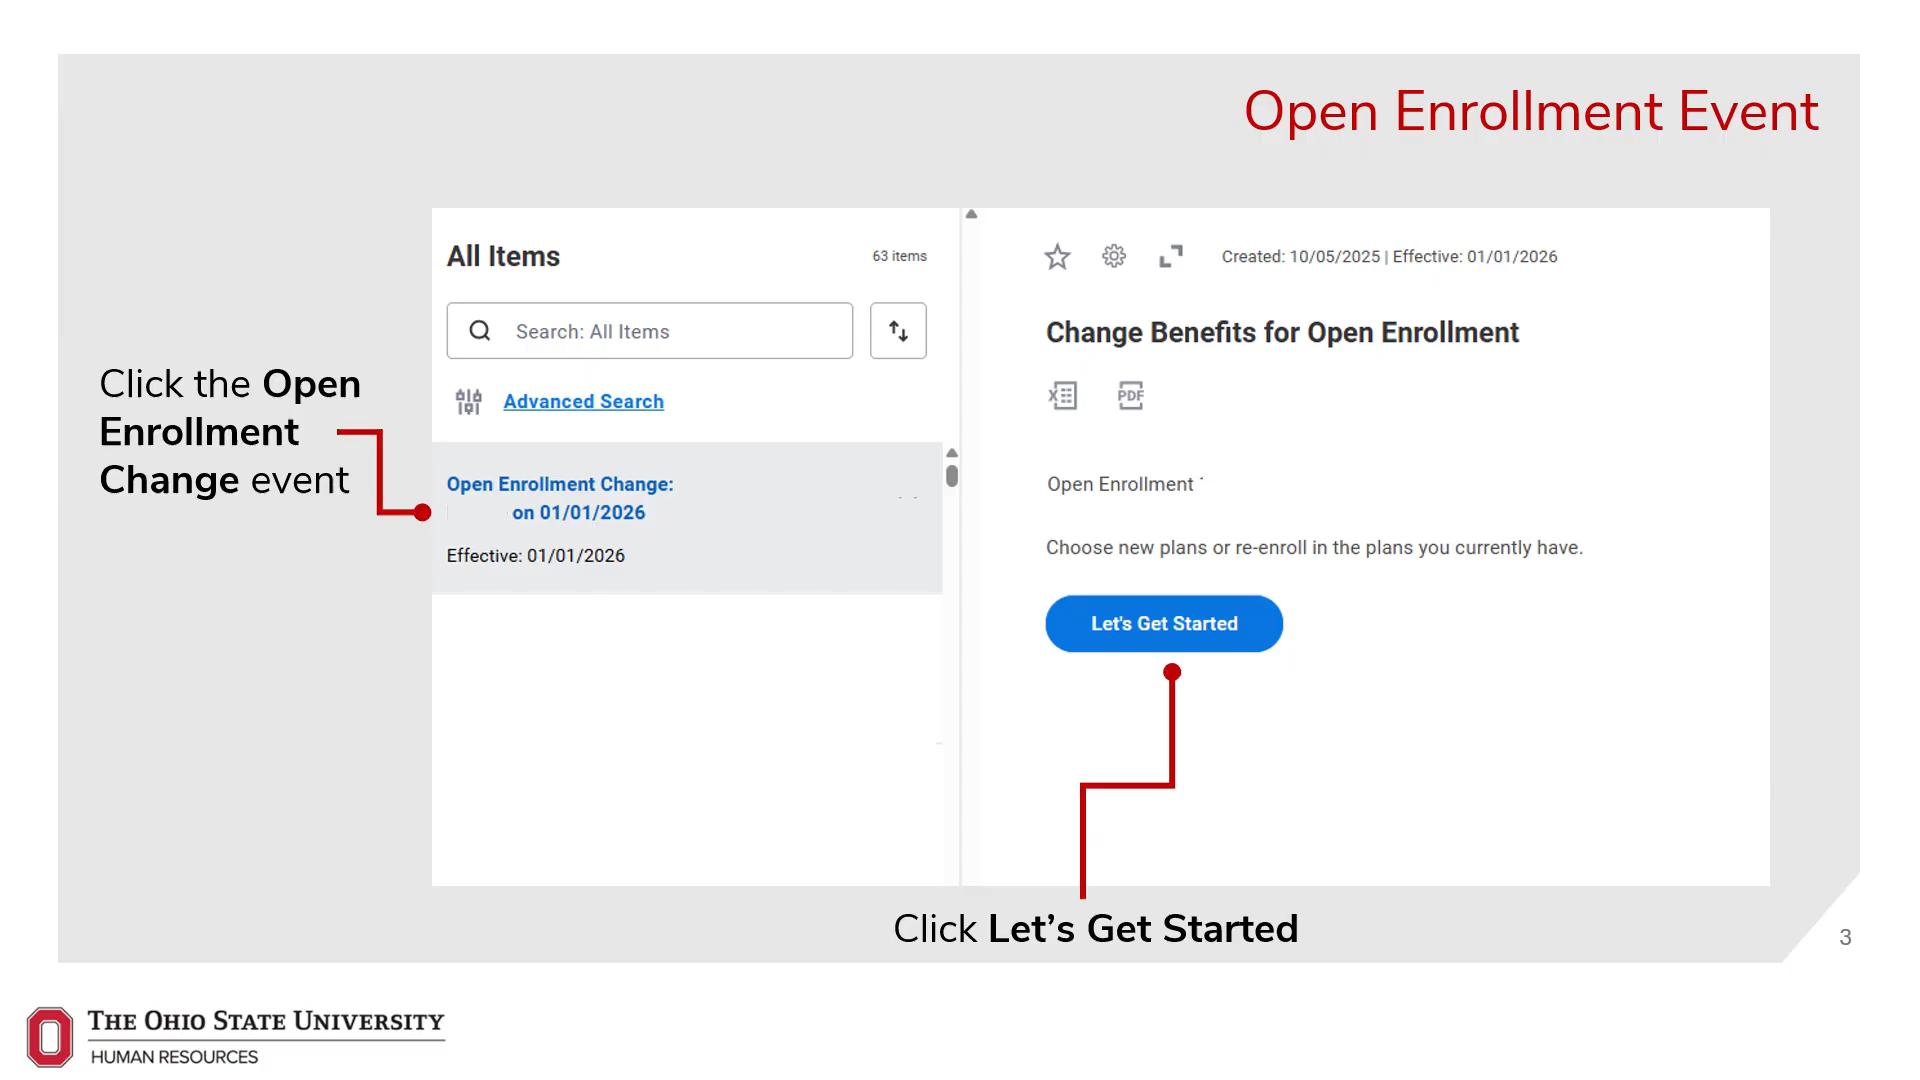 Open Enrollment Event
All Items
63 items
Search: All Items
Advanced Search
Open Enrollment Change:
on 01/01/2026
Effective: 01/01/2026
Created: 10/05/2025 | Effective: 01/01/2026
Change Benefits for Open Enrollment
X
PDF
Open Enrollment
Choose new plans or re-enroll in the plans you currently have.
Let's Get Started
Click the Open
Enrollment
Change event
Click Let’s Get Started
3
THE OHIO STATE UNIVERSITY
HUMAN RESOURCES